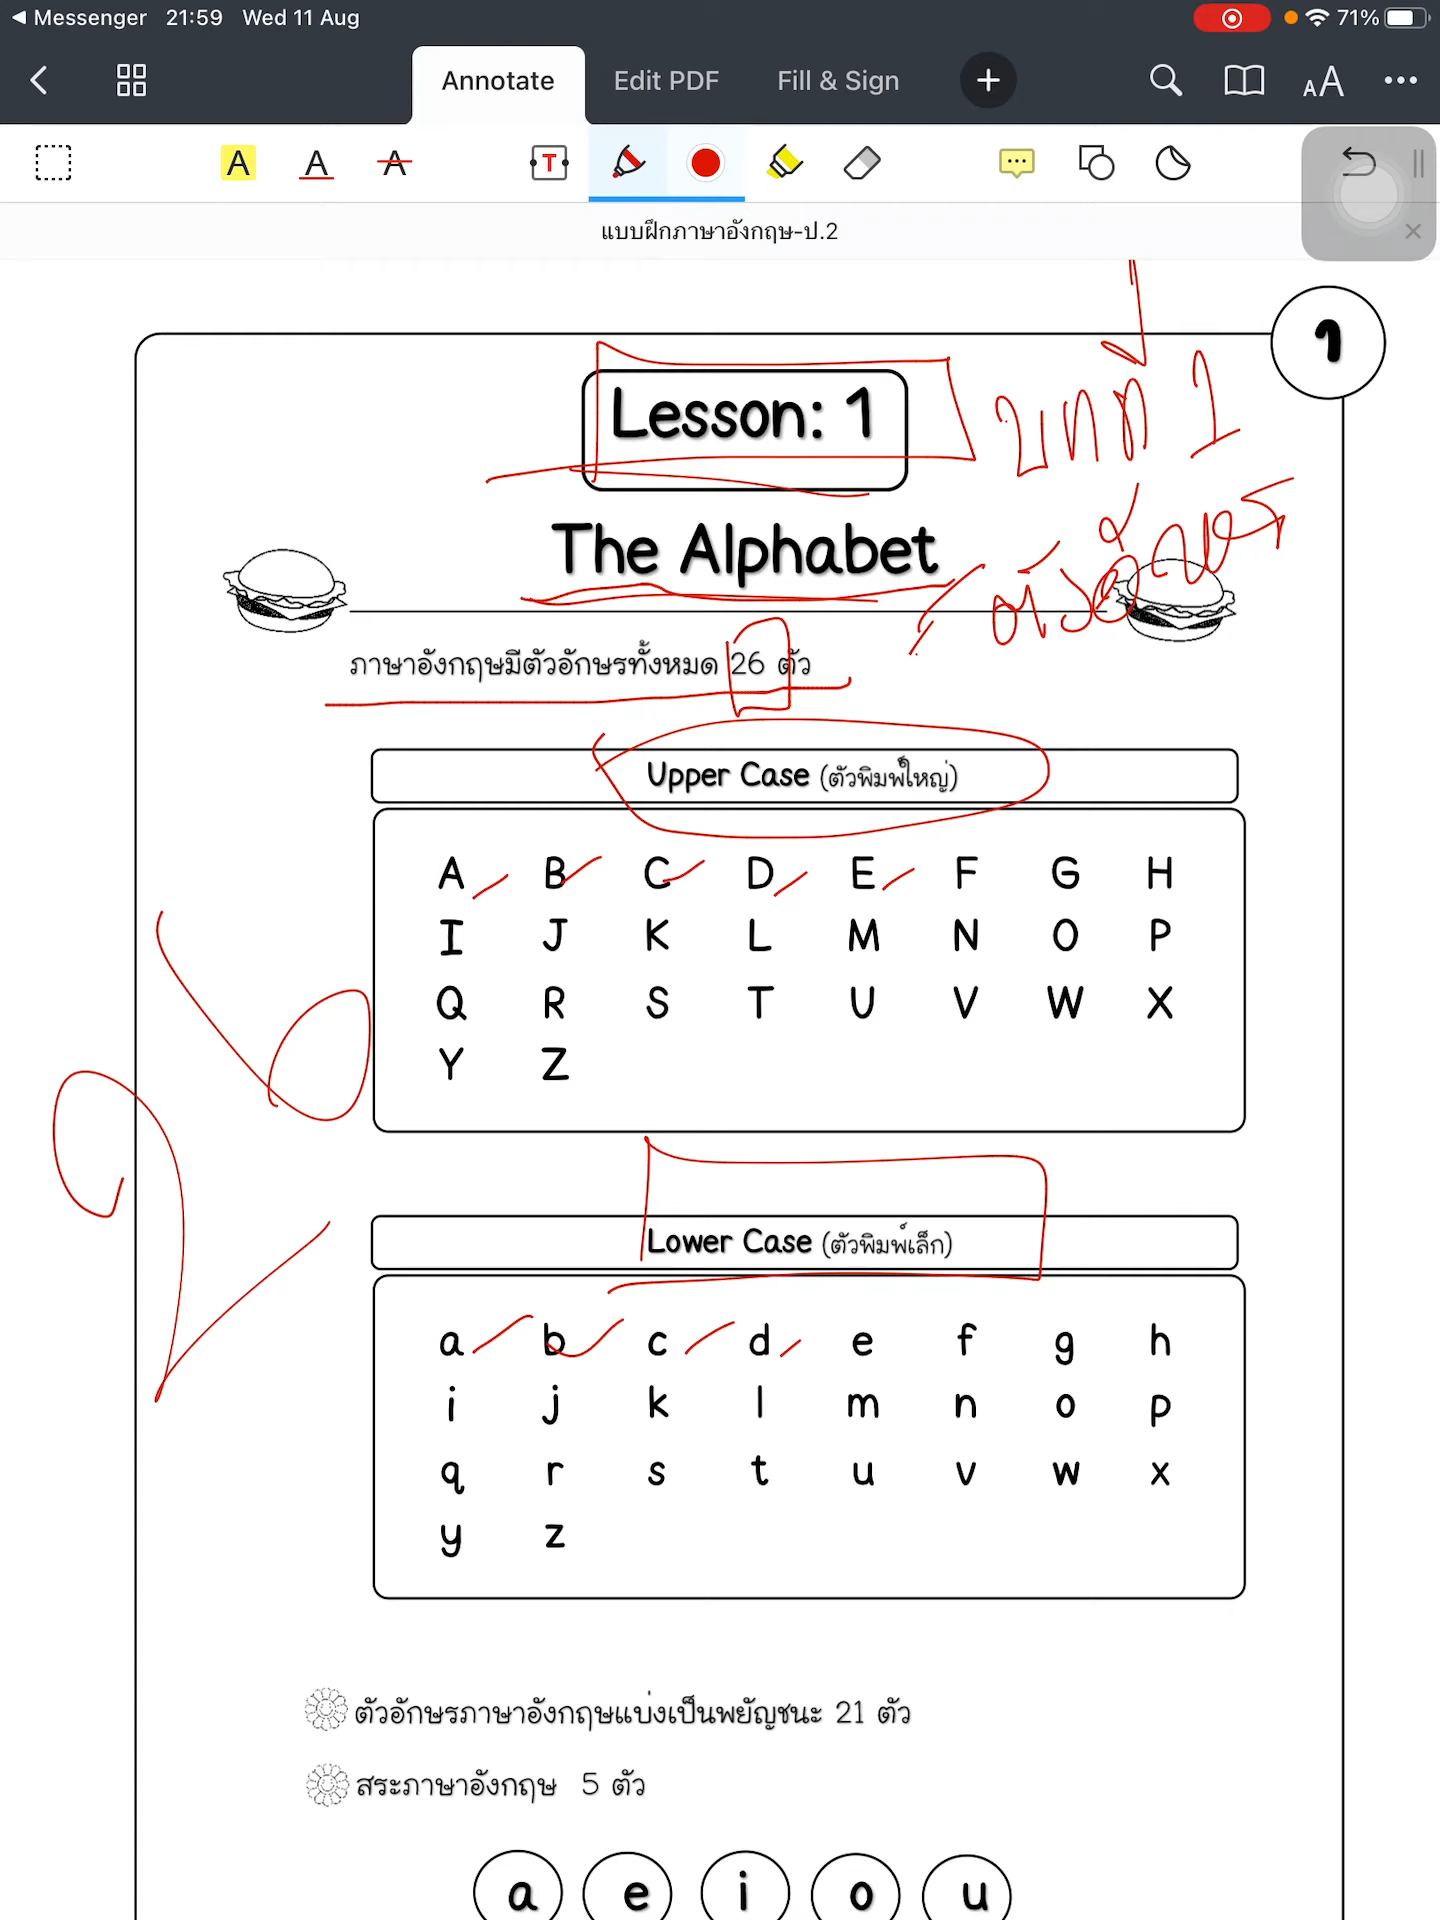 Messenger 21:59 Wed 11 Aug 71%
Annotate Edit PDF Fill & Sign
A A A T AA
แบบฝึกภาษาอังกฤษ-ป.2
1
Lesson: 1 บทที่ 1
The Alphabet ตัวอักษร
ภาษาอังกฤษมีตัวอักษรทั้งหมด 26 ตัว
Upper Case (ตัวพิมพ์ใหญ่)
A B C D E F G H
I J K L M N O P
Q R S T U V W X
Y Z
26
Lower Case (ตัวพิมพ์เล็ก)
a b c d e f g h
i j k l m n o p
q r s t u v w x
y z
ตัวอักษรภาษาอังกฤษแบ่งเป็นพยัญชนะ 21 ตัว
สระภาษาอังกฤษ 5 ตัว
a e i o u